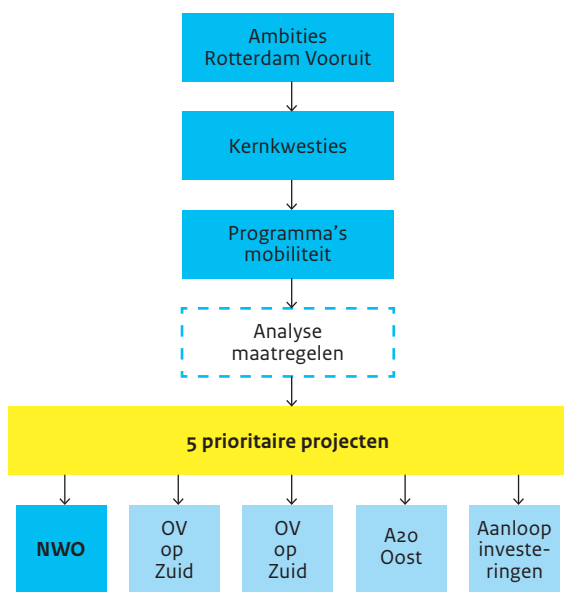 Ambities
Rotterdam Vooruit
Kernkwesties
Programma's
mobiliteit
Analyse
maatregelen
5 prioritaire projecten
NWO
OV
op
Zuid
OV
op
Zuid
A20
Oost
Aanloop
investe-
ringen